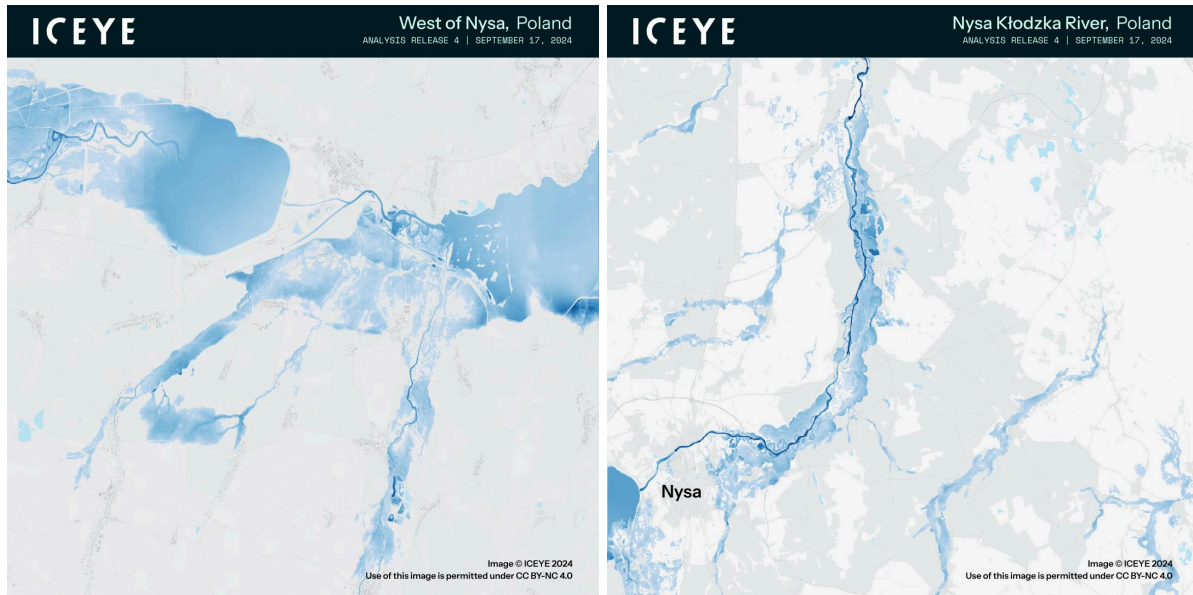 ICEYE
West of Nysa, Poland
ANALYSIS RELEASE 4 | SEPTEMBER 17, 2024
Image © ICEYE 2024
Use of this image is permitted under CC BY-NC 4.0
ICEYE
Nysa Kłodzka River, Poland
ANALYSIS RELEASE 4 | SEPTEMBER 17, 2024
Nysa
Image © ICEYE 2024
Use of this image is permitted under CC BY-NC 4.0